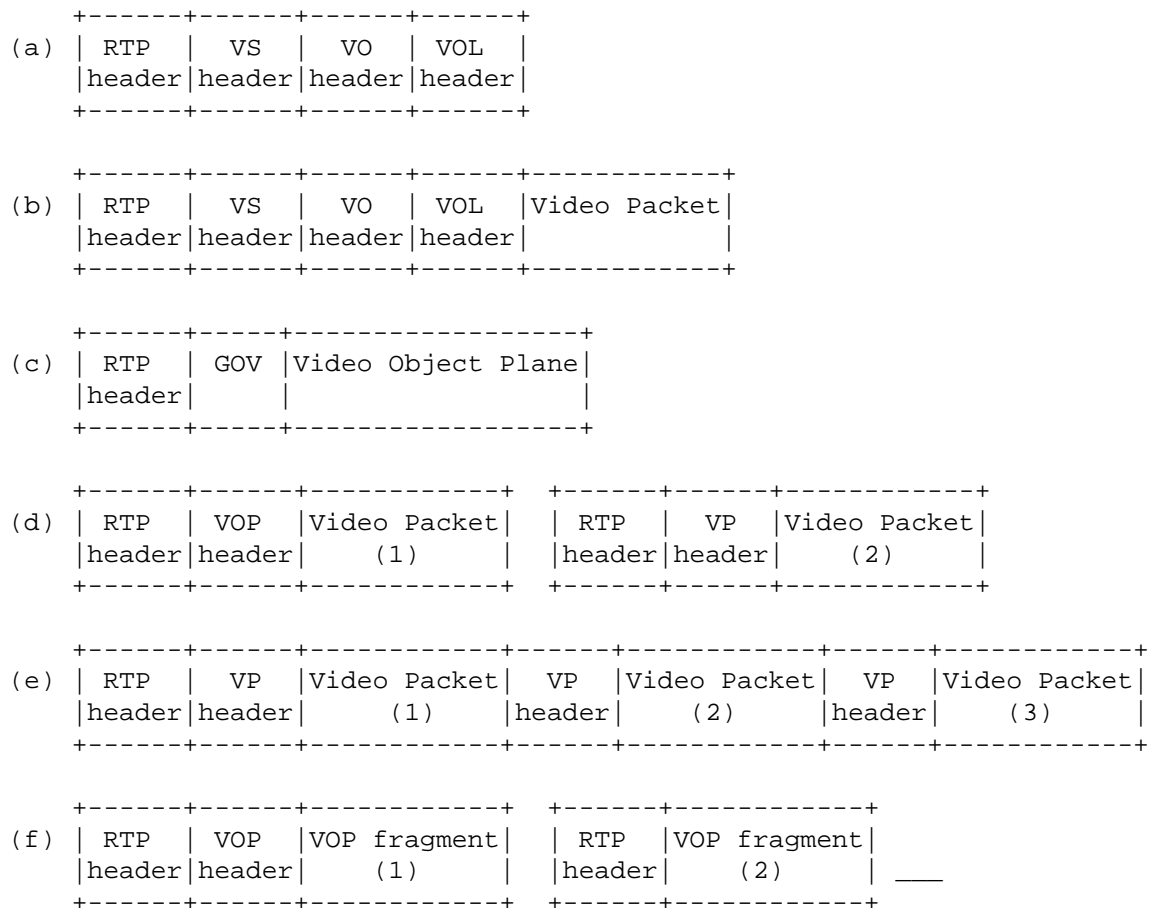 +------+------+------+------+
(a) | RTP  |  VS  |  VO  | VOL  |
    |header|header|header|header|
    +------+------+------+------+

    +------+------+------+------+------------+
(b) | RTP  |  VS  |  VO  | VOL  |Video Packet|
    |header|header|header|header|            |
    +------+------+------+------+------------+

    +------+-----+------------------+
(c) | RTP  | GOV |Video Object Plane|
    |header|     |                  |
    +------+-----+------------------+

    +------+------+------------+  +------+------+------------+
(d) | RTP  | VOP  |Video Packet|  | RTP  |  VP  |Video Packet|
    |header|header|    (1)     |  |header|header|    (2)     |
    +------+------+------------+  +------+------+------------+

    +------+------+------------+------+------------+------+------------+
(e) | RTP  |  VP  |Video Packet|  VP  |Video Packet|  VP  |Video Packet|
    |header|header|     (1)    |header|    (2)     |header|    (3)     |
    +------+------+------------+------+------------+------+------------+

    +------+------+------------+  +------+------------+
(f) | RTP  | VOP  |VOP fragment|  | RTP  |VOP fragment|
    |header|header|    (1)     |  |header|    (2)     | ___
    +------+------+------------+  +------+------------+